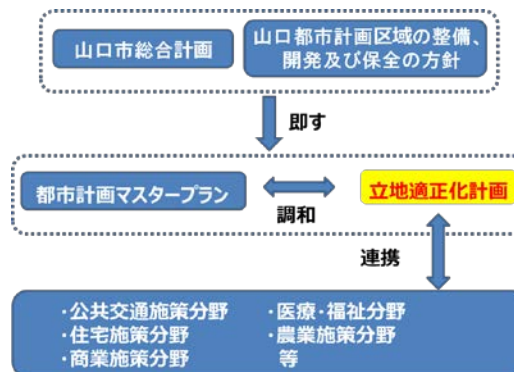 山口市総合計画
山口都市計画区域の整備、
開発及び保全の方針
即す
都市計画マスタープラン
調和
立地適正化計画
連携
・公共交通施策分野
・住宅施策分野
・商業施策分野
・医療・福祉分野
・農業施策分野
等